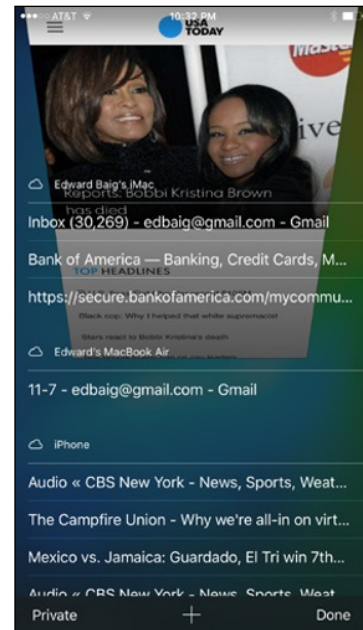 AT&T 10:32 PM
USA
TODAY
Edward Baig's iMac
Reports: Bobbi Kristina Brown
has died
Inbox (30,269) - edbaig@gmail.com - Gmail
Bank of America — Banking, Credit Cards, M...
TOP HEADLINES
https://secure.bankofamerica.com/mycommu...
Black cop: Why I helped that white supremacist
Stars react to Bobbi Kristina's death
Edward's MacBook Air
11-7 - edbaig@gmail.com - Gmail
iPhone
Audio « CBS New York - News, Sports, Weat...
The Campfire Union - Why we're all-in on virt...
Mexico vs. Jamaica: Guardado, El Tri win 7th...
Audio « CBS New York - News, Sports, Weat...
Private + Done